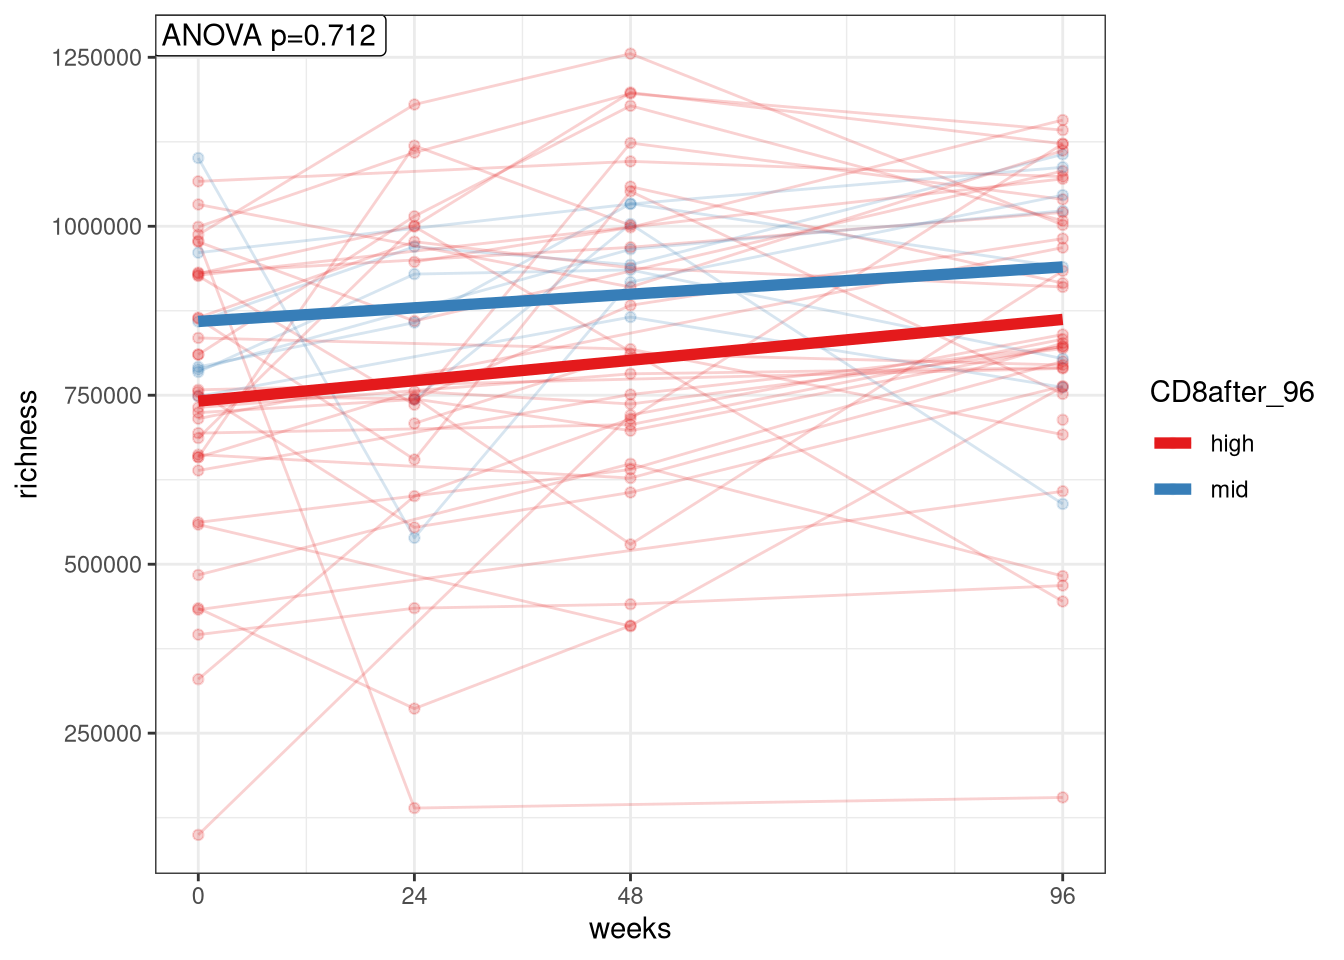 ANOVA p=0.712
1250000
1000000
750000
500000
250000
richness
0 24 48 96
weeks
CD8after_96
high
mid